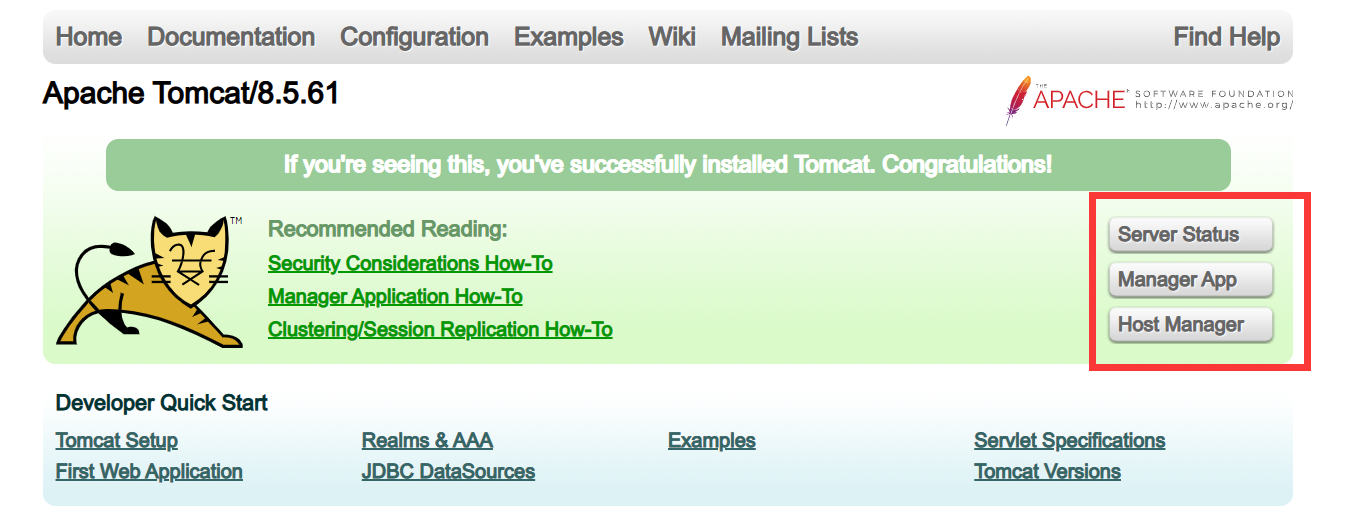 Home Documentation Configuration Examples Wiki Mailing Lists Find Help
Apache Tomcat/8.5.61
THE
APACHE® SOFTWARE FOUNDATION
http://www.apache.org/
If you're seeing this, you've successfully installed Tomcat. Congratulations!
TM
Recommended Reading:
Security Considerations How-To
Manager Application How-To
Clustering/Session Replication How-To
Server Status
Manager App
Host Manager
Developer Quick Start
Tomcat Setup
First Web Application
Realms & AAA
JDBC DataSources
Examples
Servlet Specifications
Tomcat Versions